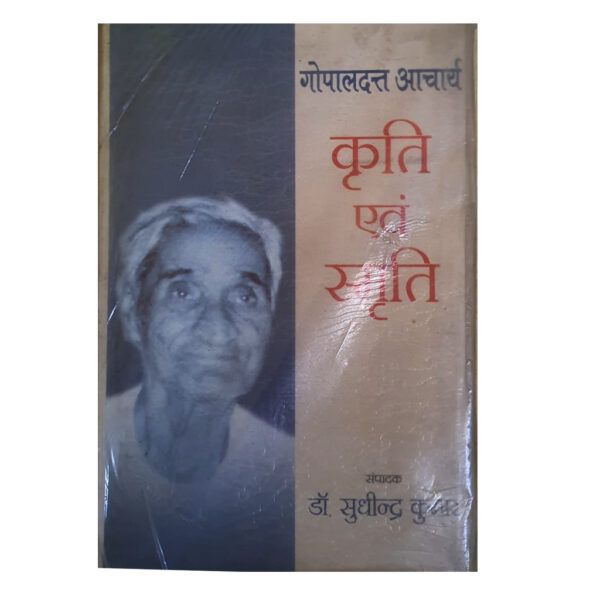 गोपालदत्त आचार्य
कृति
एवं
स्मृति
संपादक
डॉ. सुधीन्द्र कुमार